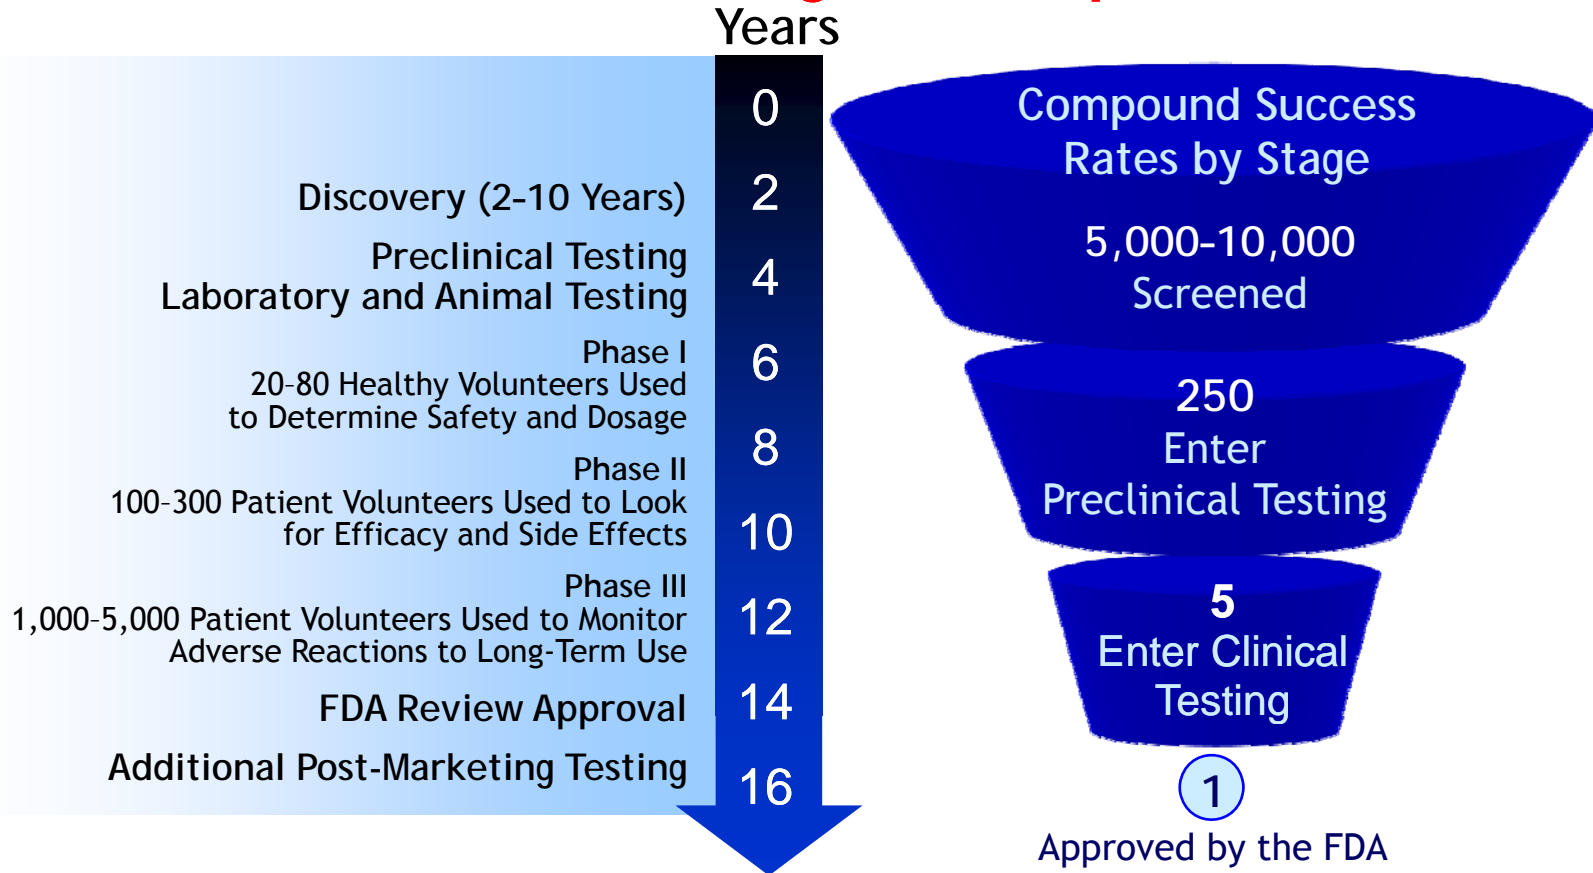 Years
0
2
4
6
8
10
12
14
16
Discovery (2-10 Years)
Preclinical Testing
Laboratory and Animal Testing
Phase I
20-80 Healthy Volunteers Used
to Determine Safety and Dosage
Phase II
100-300 Patient Volunteers Used to Look
for Efficacy and Side Effects
Phase III
1,000-5,000 Patient Volunteers Used to Monitor
Adverse Reactions to Long-Term Use
FDA Review Approval
Additional Post-Marketing Testing
Compound Success
Rates by Stage
5,000-10,000
Screened
250
Enter
Preclinical Testing
5
Enter Clinical
Testing
1
Approved by the FDA